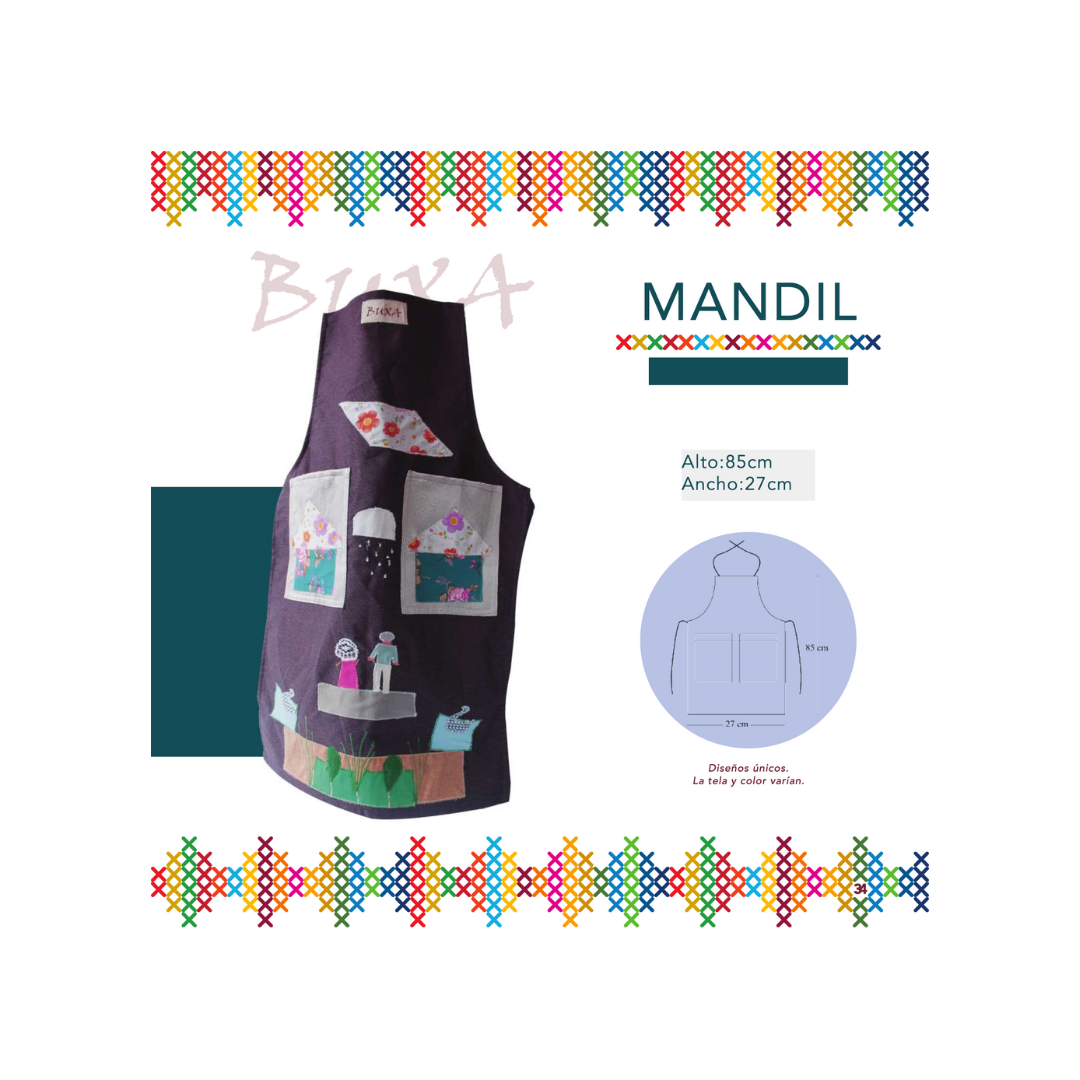 BUXA
BUXA
MANDIL
Alto:85cm
Ancho:27cm
85 cm
27 cm
Diseños únicos.
La tela y color varían.
34